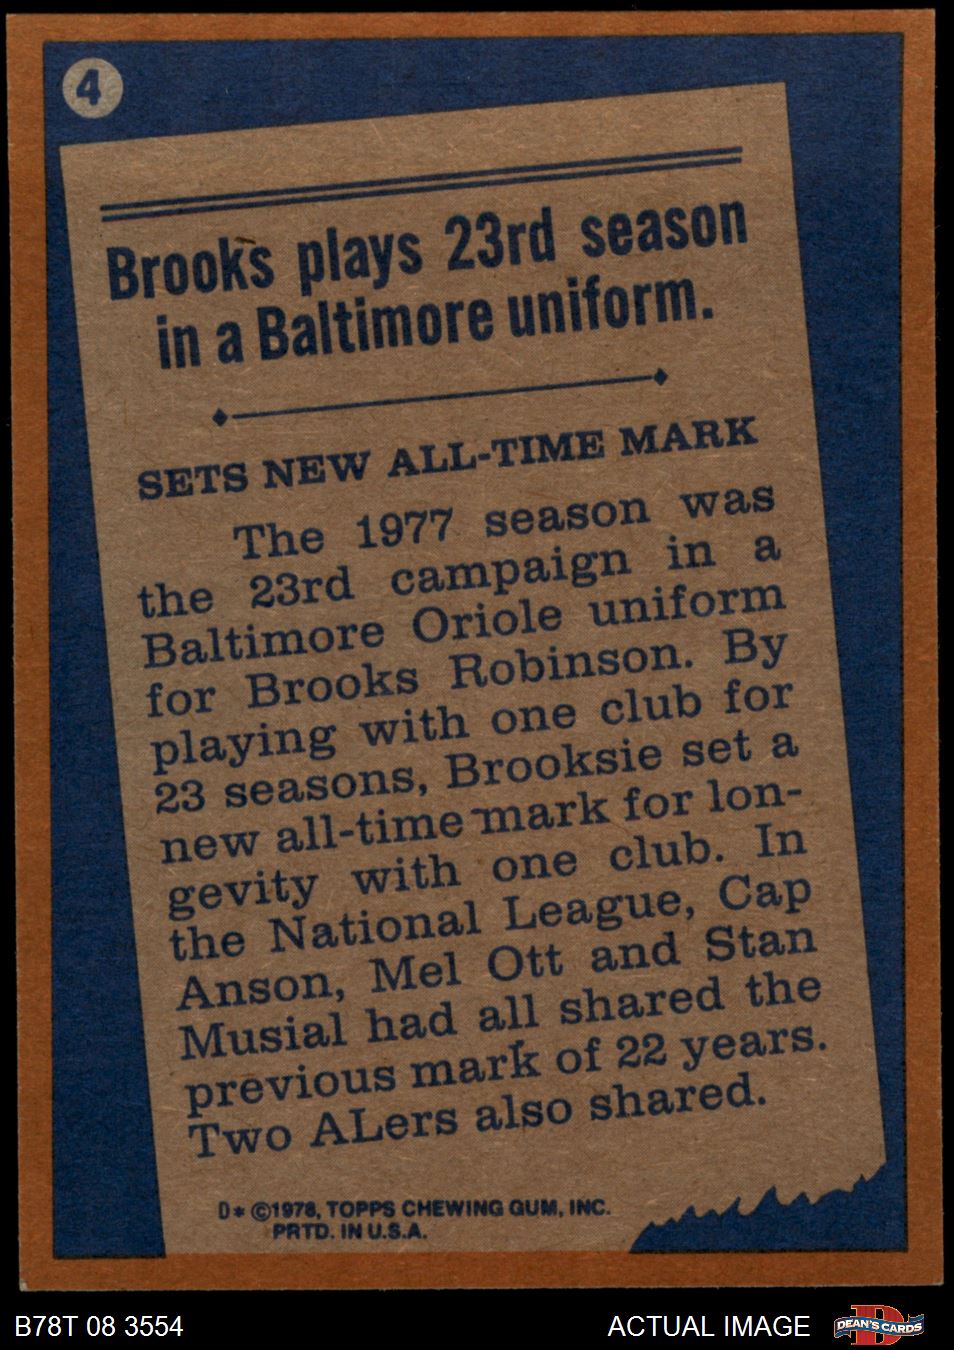 4
Brooks plays 23rd season
in a Baltimore uniform.
SETS NEW ALL-TIME MARK
The 1977 season was
the 23rd campaign in a
Baltimore Oriole uniform
for Brooks Robinson. By
playing with one club for
23 seasons, Brooksie set a
new all-time mark for lon-
gevity with one club. In
the National League, Cap
Anson, Mel Ott and Stan
Musial had all shared the
previous mark of 22 years.
Two ALers also shared.
D* ©1978, TOPPS CHEWING GUM, INC.
PRTD. IN U.S.A.
B78T 08 3554
ACTUAL IMAGE
D
DEAN'S CARDS